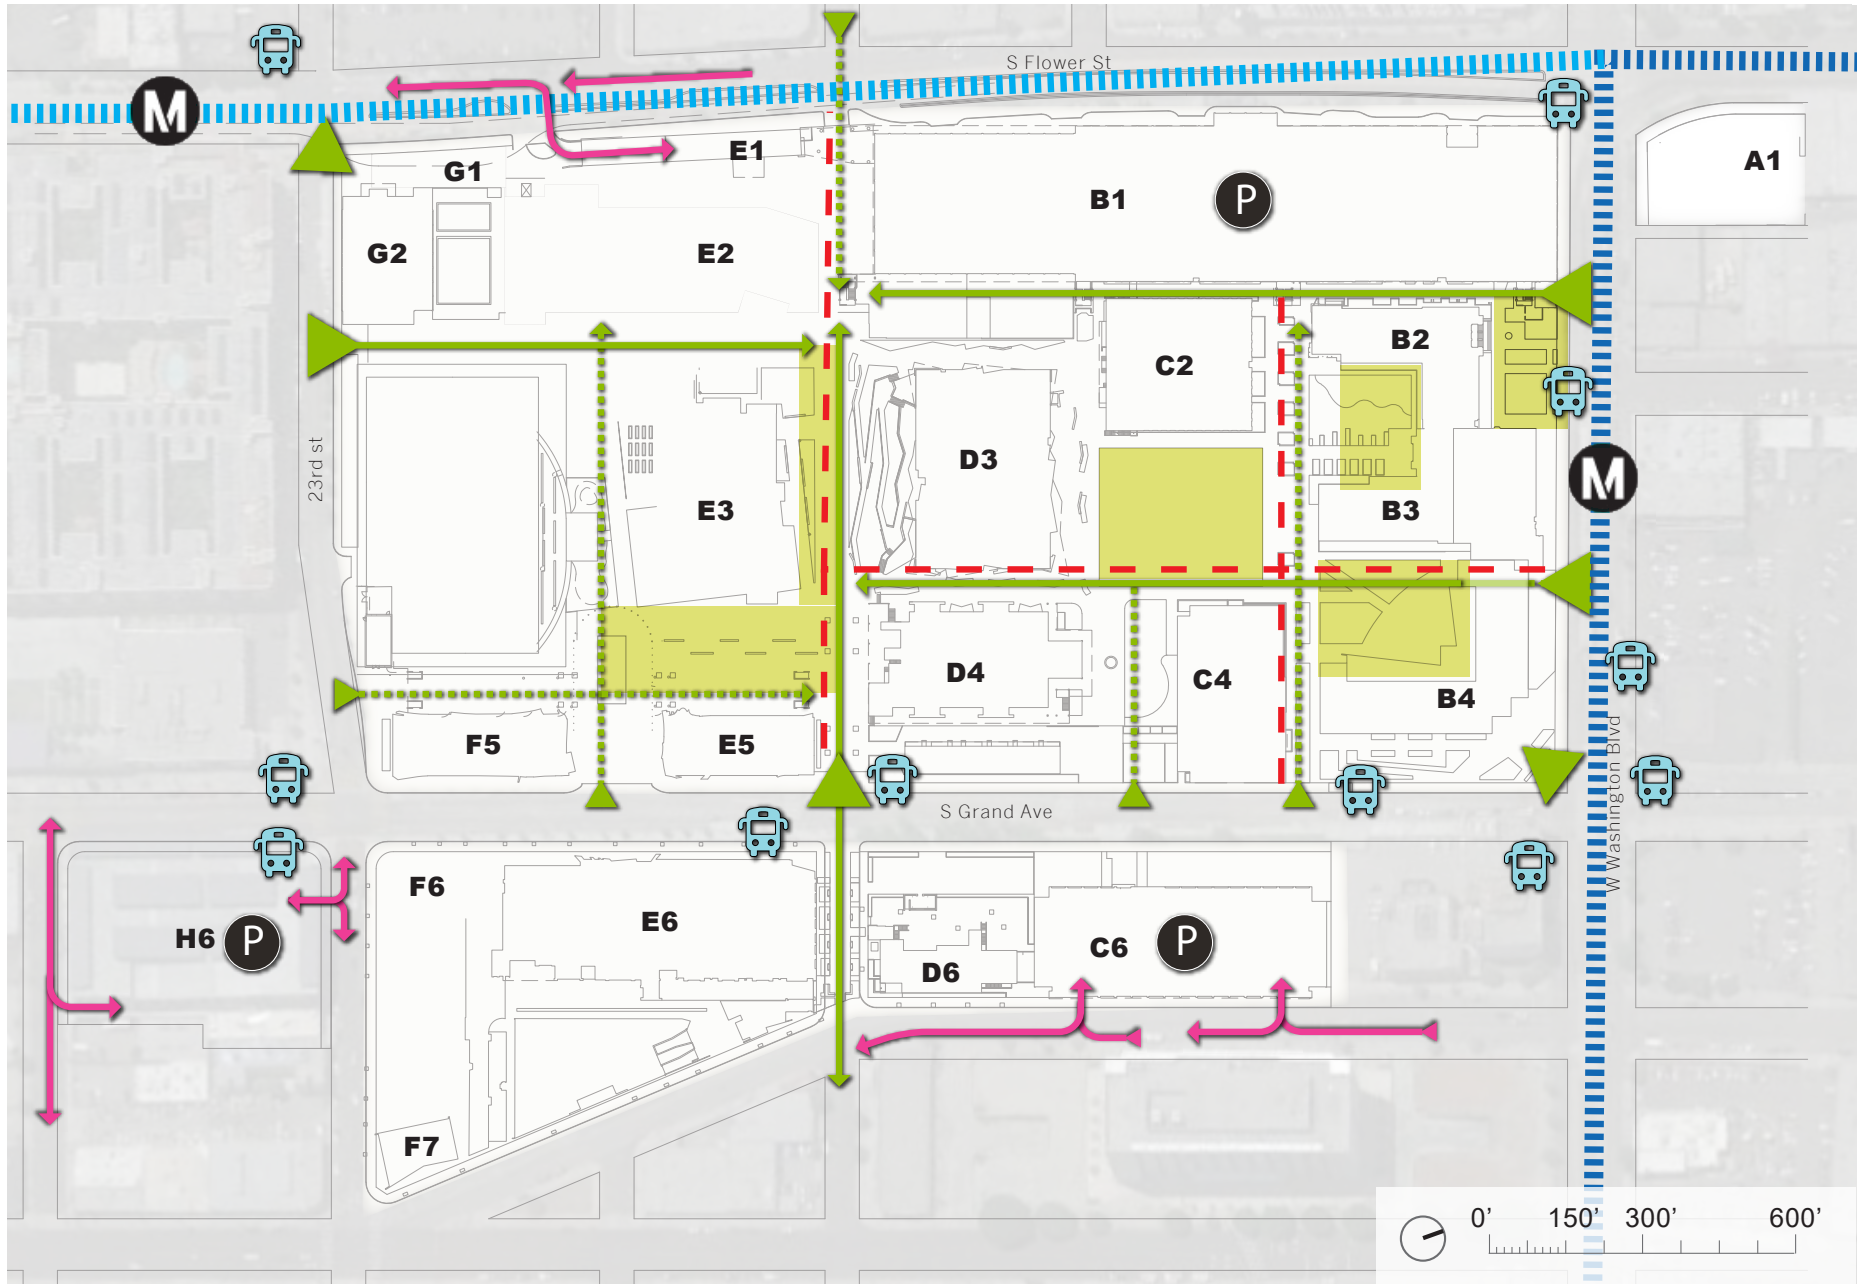 S Flower St
M
G1
E1
B1
P
A1
G2
E2
B2
C2
23rd st
D3
E3
B3
M
D4
C4
B4
F5
E5
W Washington Blvd
S Grand Ave
F6
E6
H6
P
C6
P
D6
F7
0’ 150’ 300’ 600’